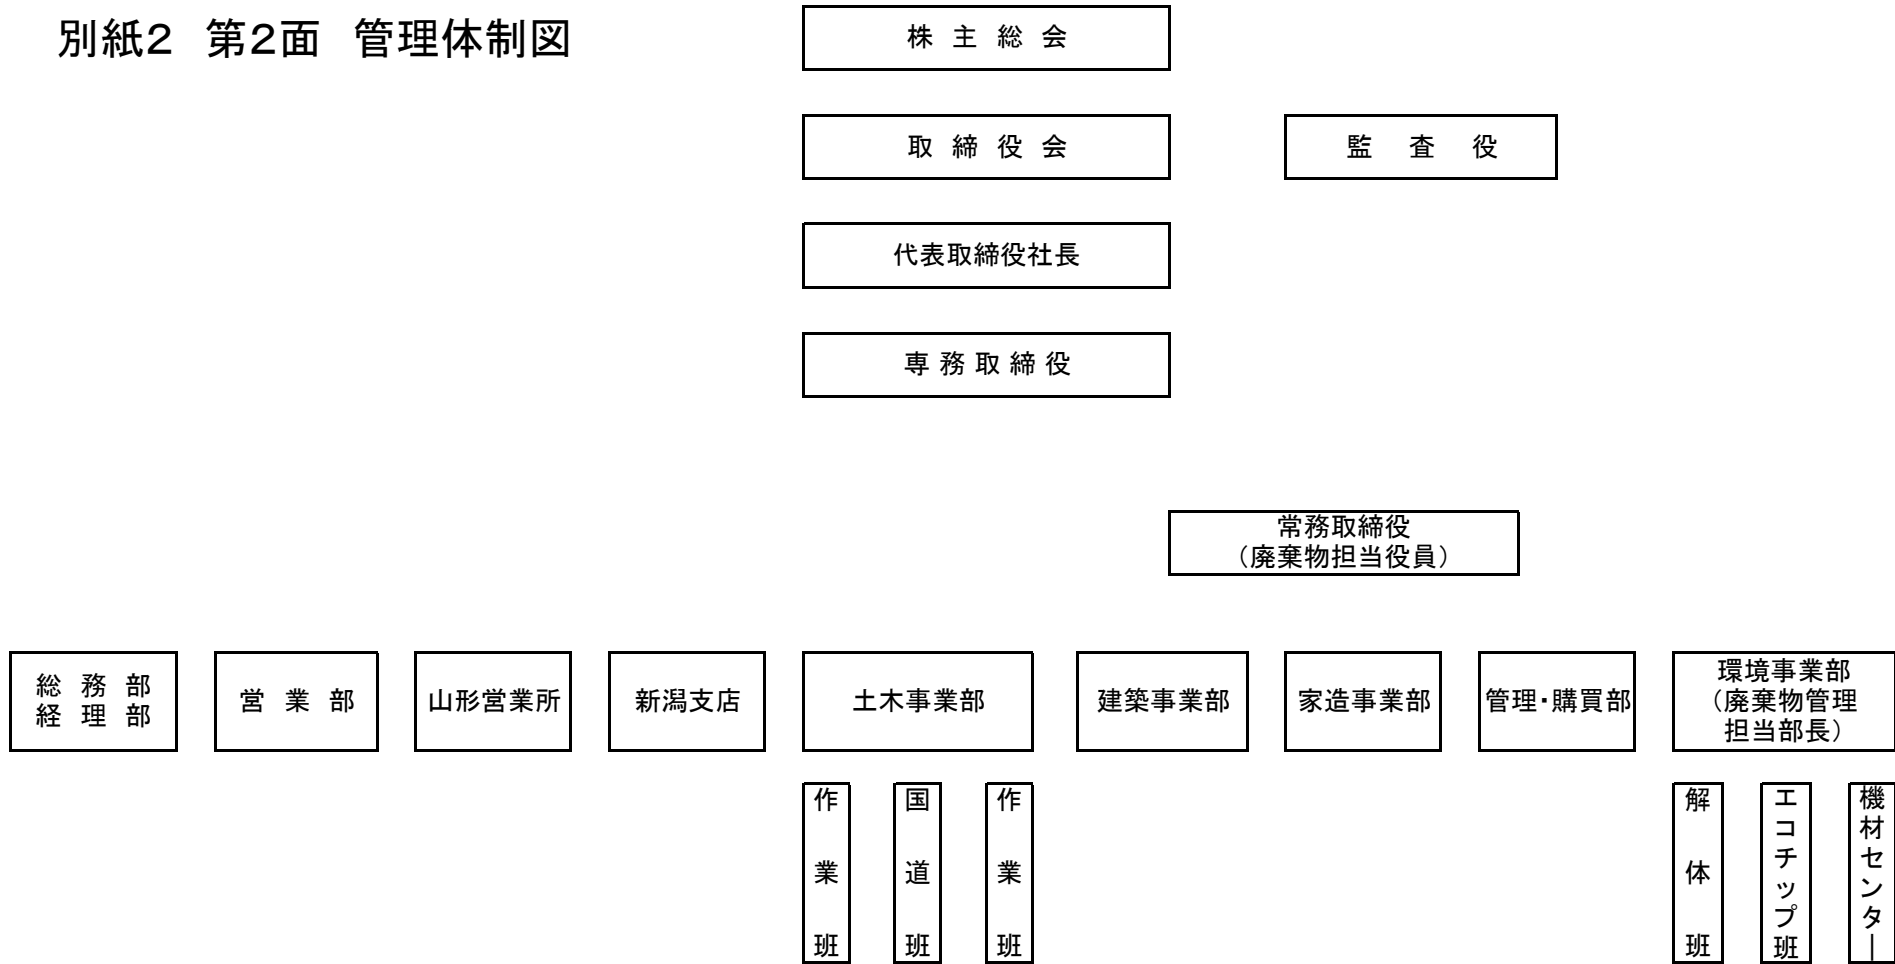 別紙2　第2面　管理体制図
株 主 総 会
取 締 役 会
監 査 役
代表取締役社長
専 務 取 締 役
常務取締役
（廃棄物担当役員）
総 務 部
経 理 部
営 業 部
山形営業所
新潟支店
土木事業部
建築事業部
家造事業部
管理・購買部
環境事業部
（廃棄物管理
担当部長）
作業班
国道班
作業班
解体班
エコチップ班
機材センター